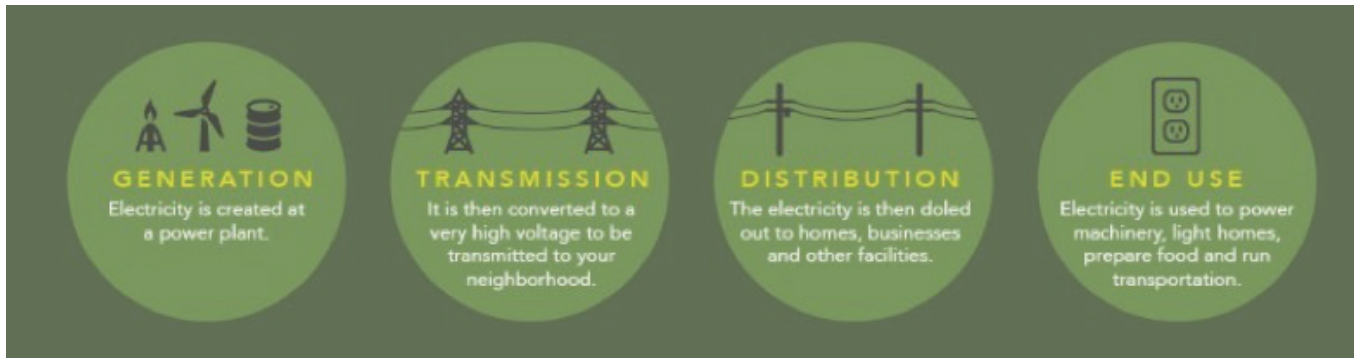 GENERATION
Electricity is created at
a power plant.
TRANSMISSION
It is then converted to a
very high voltage to be
transmitted to your
neighborhood.
DISTRIBUTION
The electricity is then doled
out to homes, businesses
and other facilities.
END USE
Electricity is used to power
machinery, light homes,
prepare food and run
transportation.